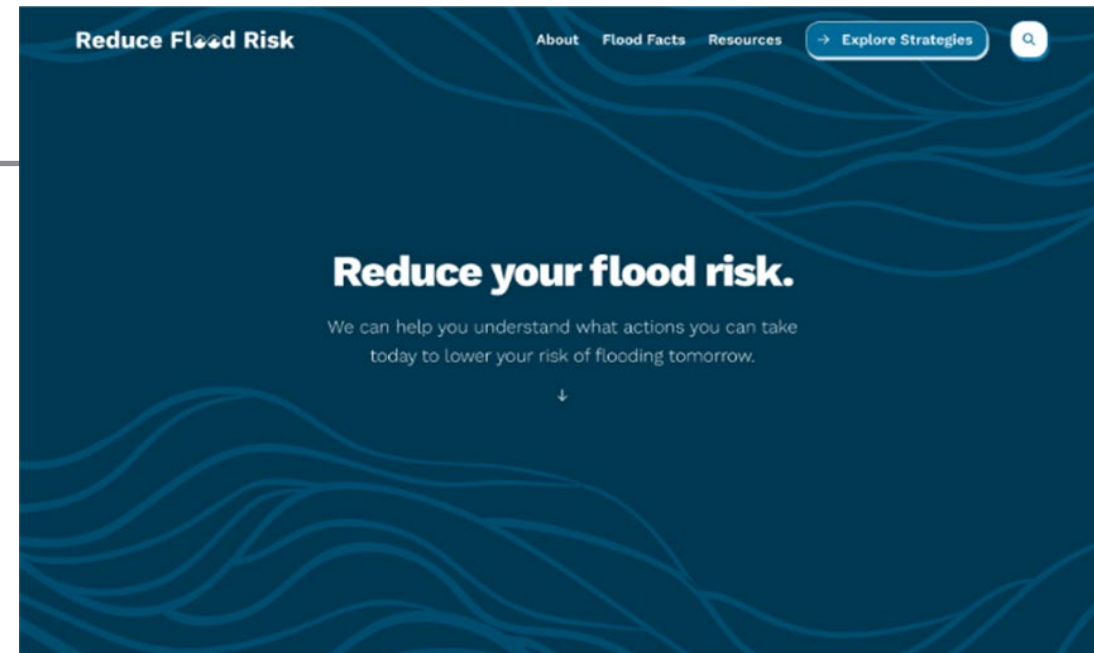 Reduce Flood Risk
About Flood Facts Resources → Explore Strategies
Reduce your flood risk.
We can help you understand what actions you can take
today to lower your risk of flooding tomorrow.
↓